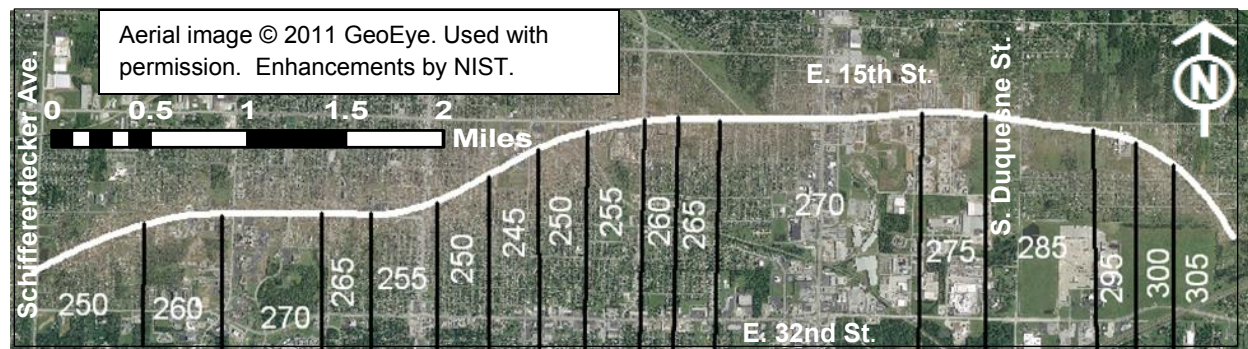 Aerial image © 2011 GeoEye. Used with
permission.  Enhancements by NIST.
Schiffererdecker Ave.
0 0.5 1 1.5 2
Miles
E. 15th St.
S. Duquesne St.
N
250 260 270 265 255 250 245 250 255 260 265 270 275 285 295 300 305
E. 32nd St.